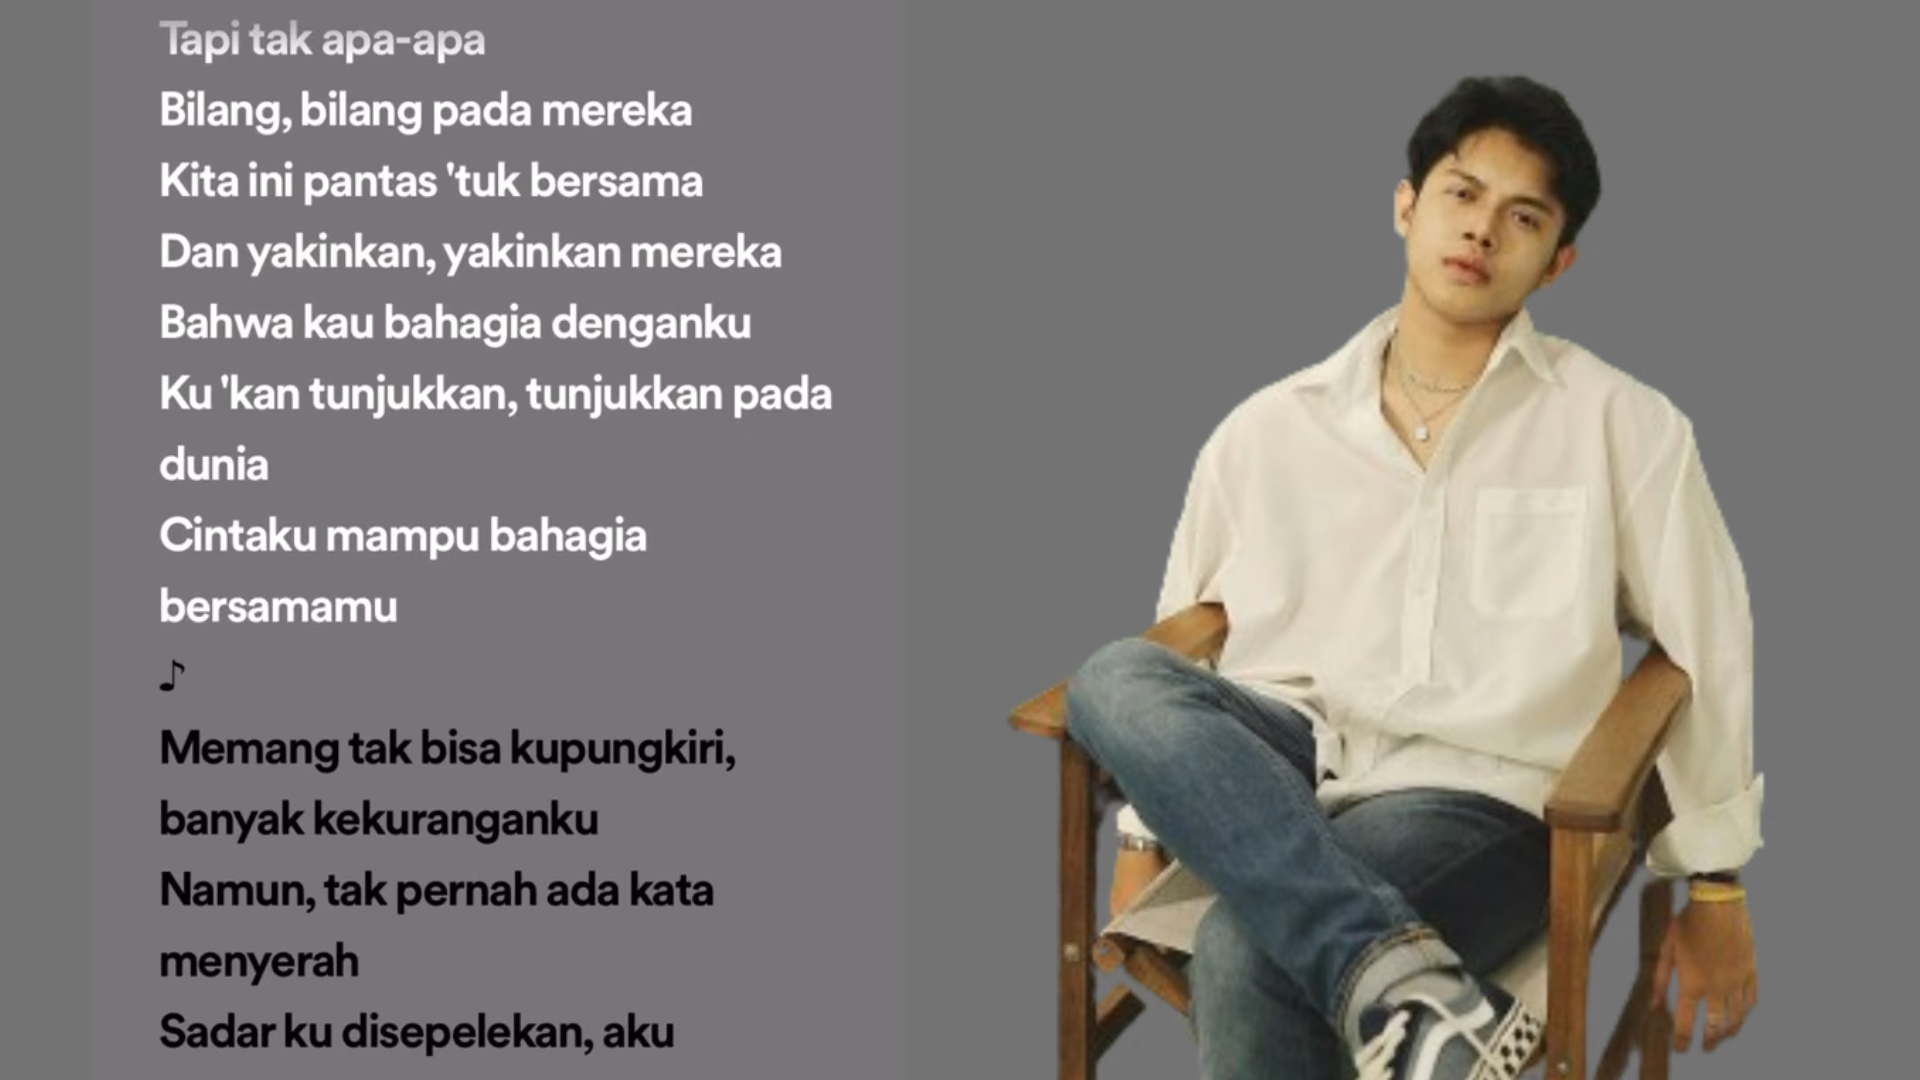 Tapi tak apa-apa
Bilang, bilang pada mereka
Kita ini pantas 'tuk bersama
Dan yakinkan, yakinkan mereka
Bahwa kau bahagia denganku
Ku 'kan tunjukkan, tunjukkan pada
dunia
Cintaku mampu bahagia
bersamamu
♪
Memang tak bisa kupungkiri,
banyak kekuranganku
Namun, tak pernah ada kata
menyerah
Sadar ku disepelekan, aku